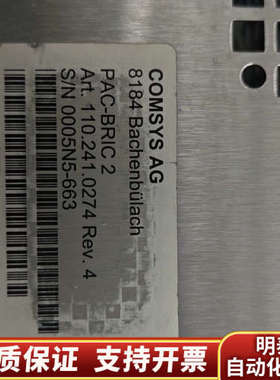 COMSYS AG
8184 Bachenbülach
PAC-BRIC 2
Art. 110.241.0274 Rev. 4
S/N 0005N5-663
质保证 支持开票
明泰
自动化